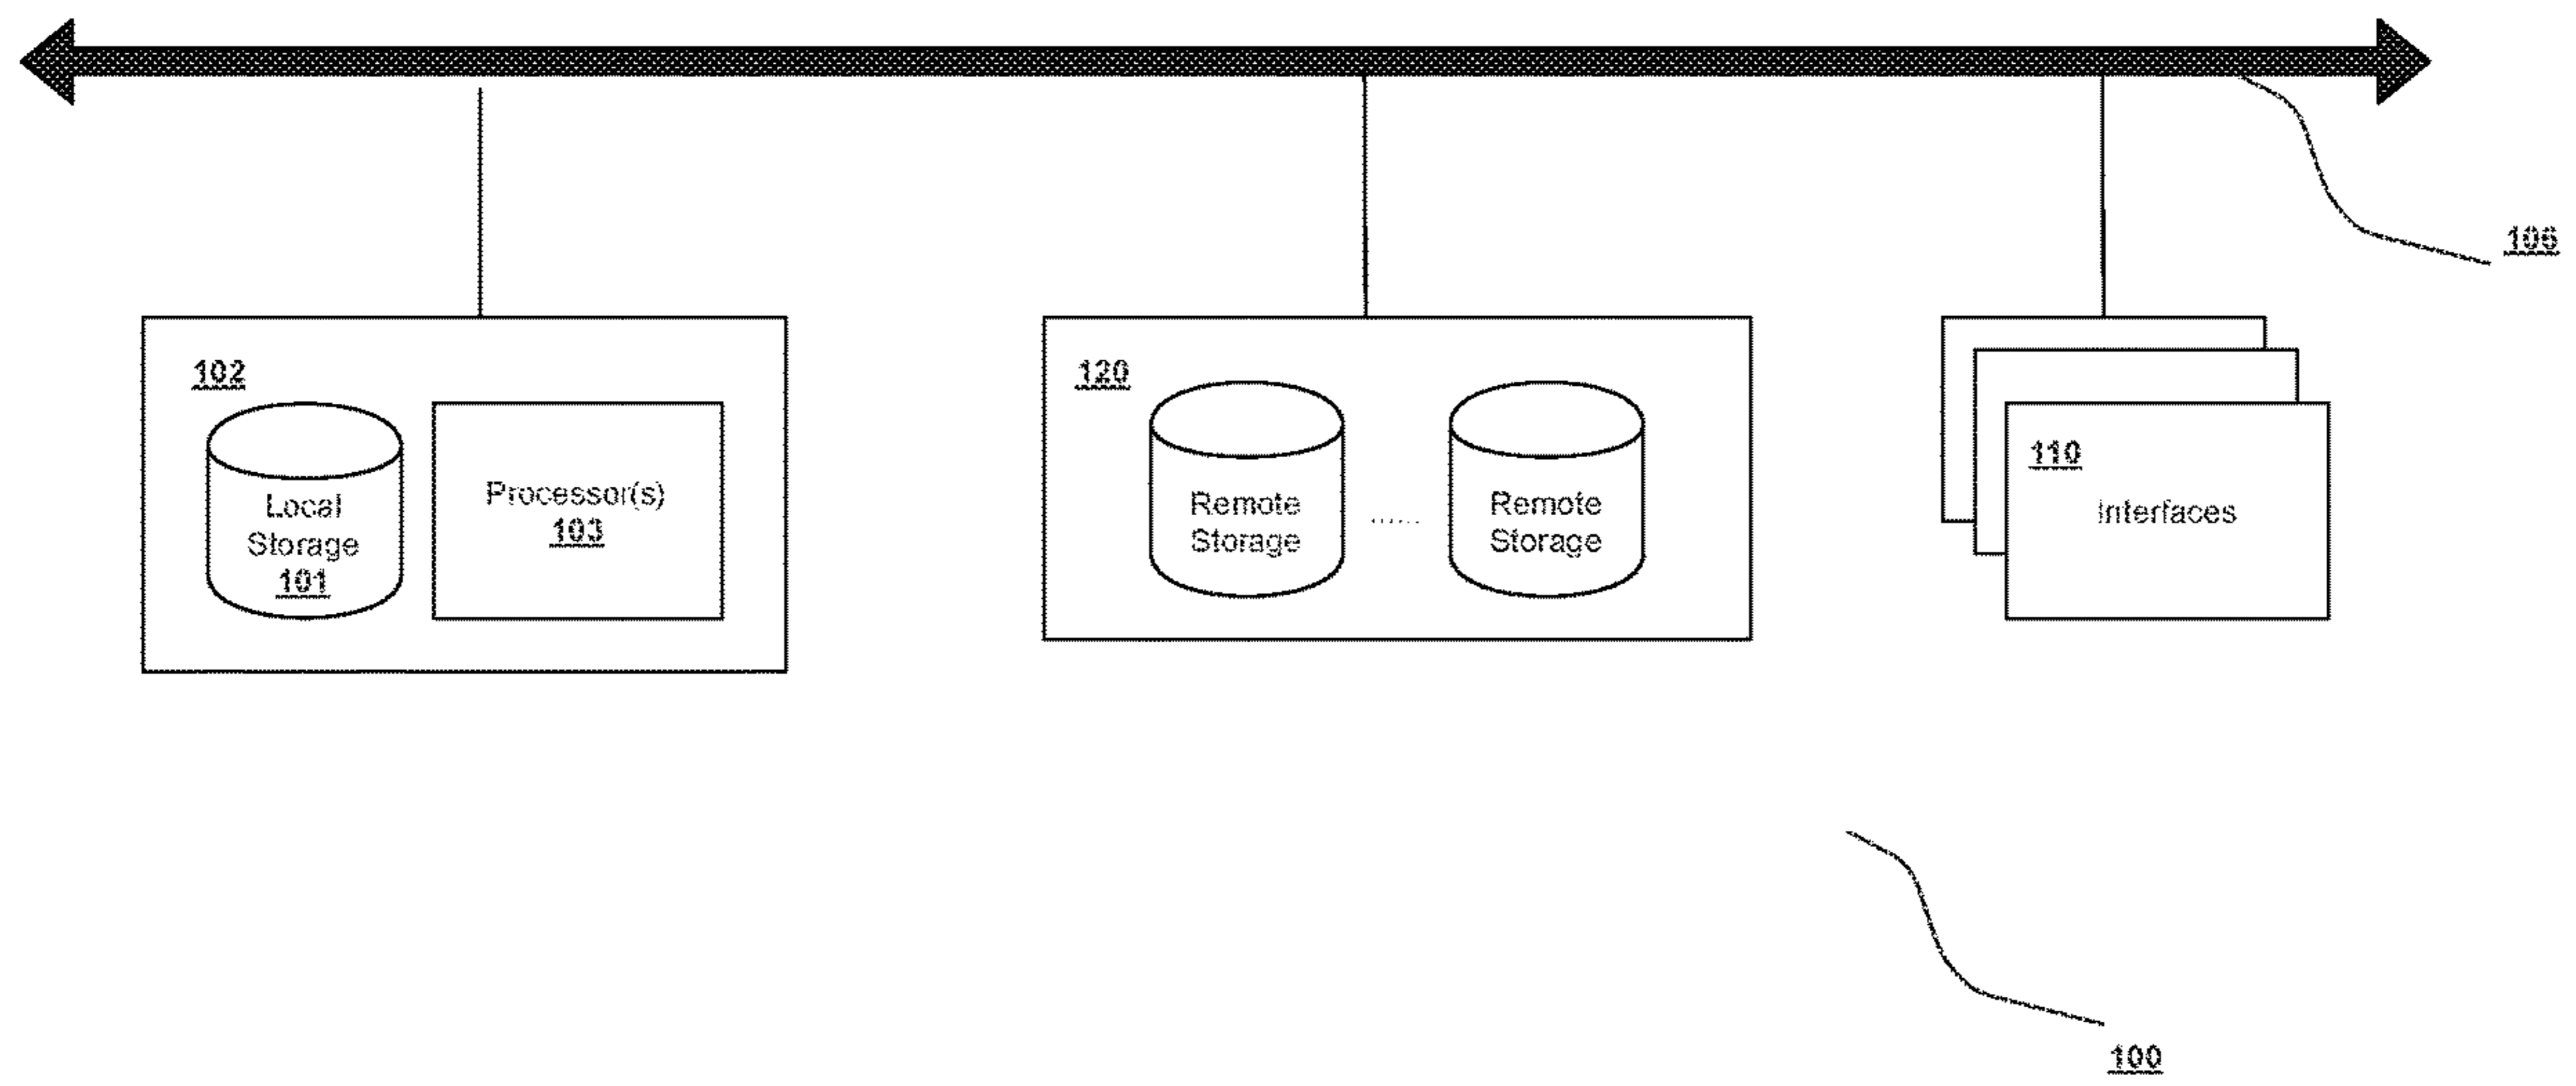 106
102
Local
Storage
101
Processor(s)
103
120
Remote
Storage
......
Remote
Storage
110
Interfaces
100